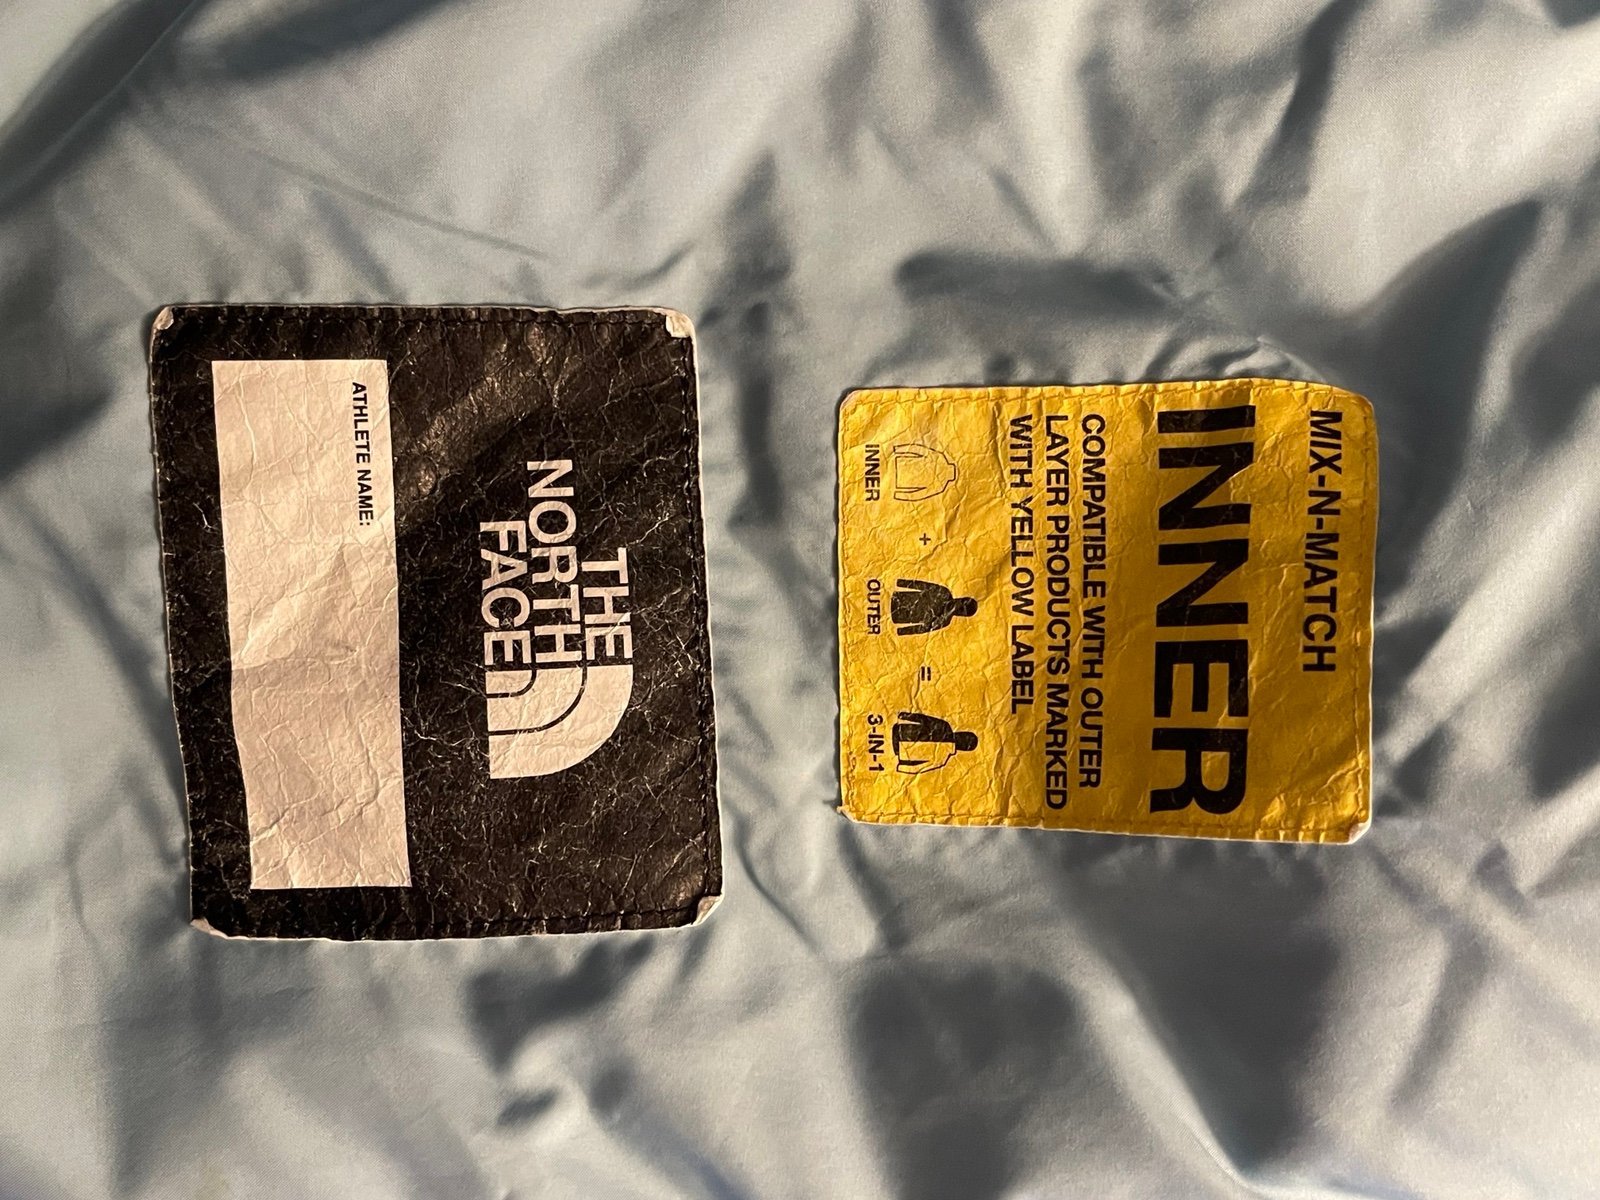 THE
NORTH
FACE
ATHLETE NAME:
MIX-N-MATCH
INNER
COMPATIBLE WITH OUTER
LAYER PRODUCTS MARKED
WITH YELLOW LABEL
+ =
INNER OUTER 3-IN-1